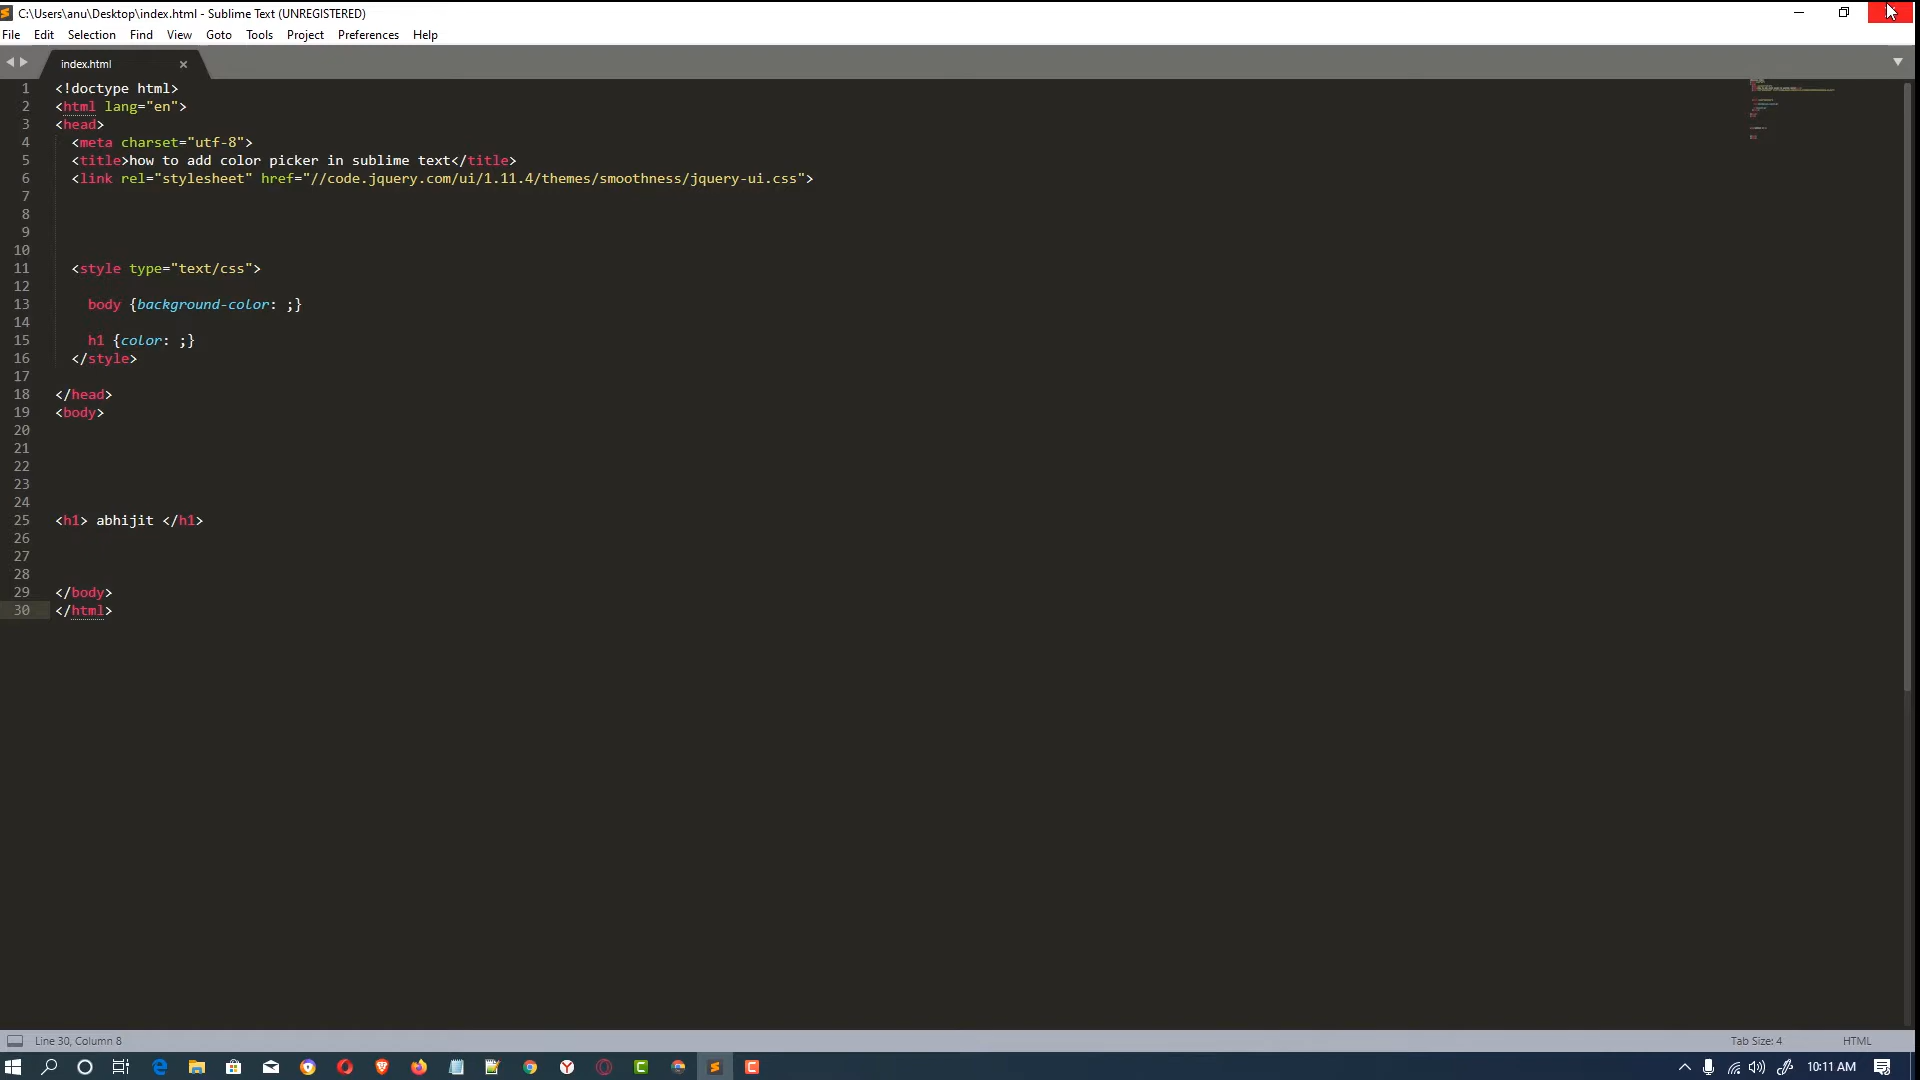 C:\Users\anu\Desktop\index.html - Sublime Text (UNREGISTERED)
File Edit Selection Find View Goto Tools Project Preferences Help
index.html
1 <!doctype html>
2 <html lang="en">
3 <head>
4 <meta charset="utf-8">
5 <title>how to add color picker in sublime text</title>
6 <link rel="stylesheet" href="//code.jquery.com/ui/1.11.4/themes/smoothness/jquery-ui.css">
7
8
9
10
11 <style type="text/css">
12
13 body {background-color: ;}
14
15 h1 {color: ;}
16 </style>
17
18 </head>
19 <body>
20
21
22
23
24
25 <h1> abhijit </h1>
26
27
28
29 </body>
30 </html>
Line 30, Column 8
Tab Size: 4
HTML
10:11 AM